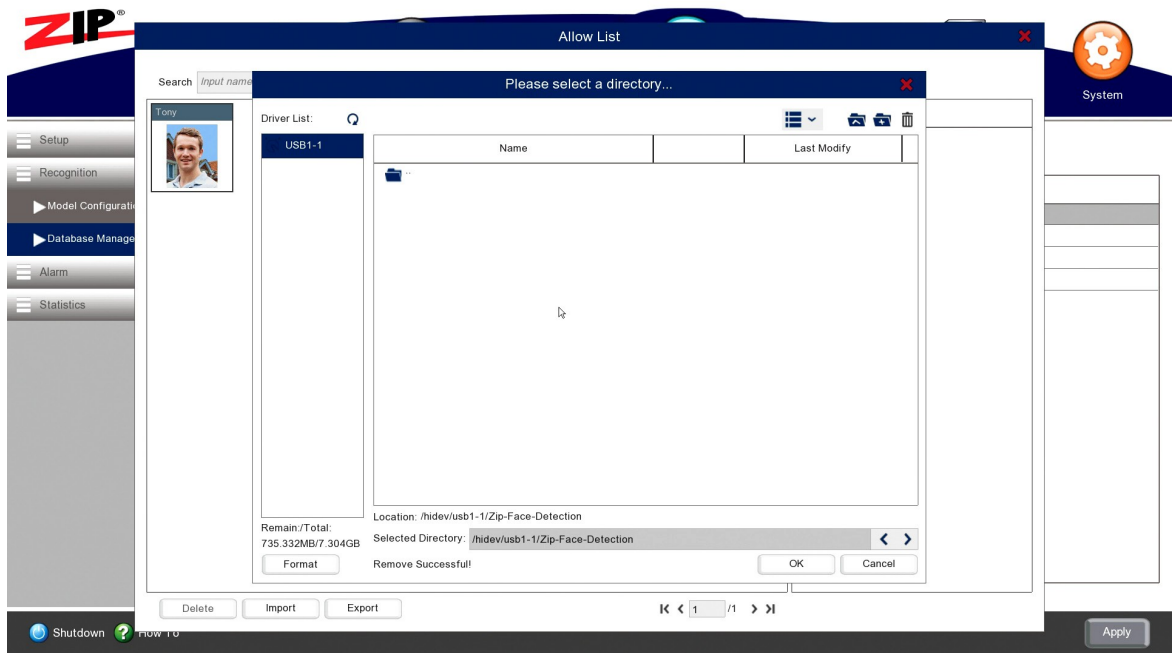 ZIP®
Allow List
System
Search Input name
Please select a directory...
Tony
Driver List:
USB1-1
Name
Last Modify
..
Setup
Recognition
Model Configurati
Database Manage
Alarm
Statistics
Location: /hidev/usb1-1/Zip-Face-Detection
Remain:/Total:
735.332MB/7.304GB
Selected Directory: /hidev/usb1-1/Zip-Face-Detection
Format
Remove Successful!
OK
Cancel
Delete
Import
Export
1 /1
Shutdown
How To
Apply